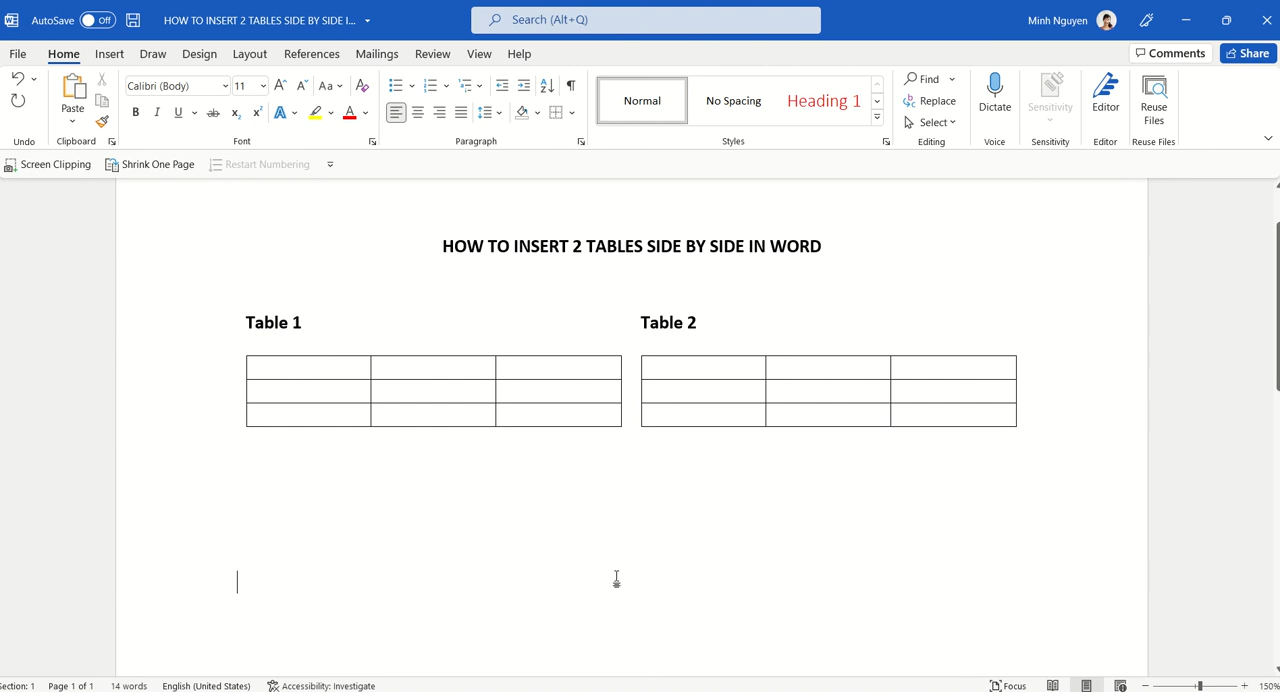 AutoSave Off HOW TO INSERT 2 TABLES SIDE BY SIDE I... Search (Alt+Q) Minh Nguyen
File Home Insert Draw Design Layout References Mailings Review View Help Comments Share
Calibri (Body) 11 Aa
Normal No Spacing Heading 1
Find
Replace
Select
Paste
Dictate
Sensitivity
Editor
Reuse
Files
Undo Clipboard Font Paragraph Styles Editing Voice Sensitivity Editor Reuse Files
Screen Clipping Shrink One Page Restart Numbering
HOW TO INSERT 2 TABLES SIDE BY SIDE IN WORD
Table 1 Table 2
Section: 1 Page 1 of 1 14 words English (United States) Accessibility: Investigate Focus 150%